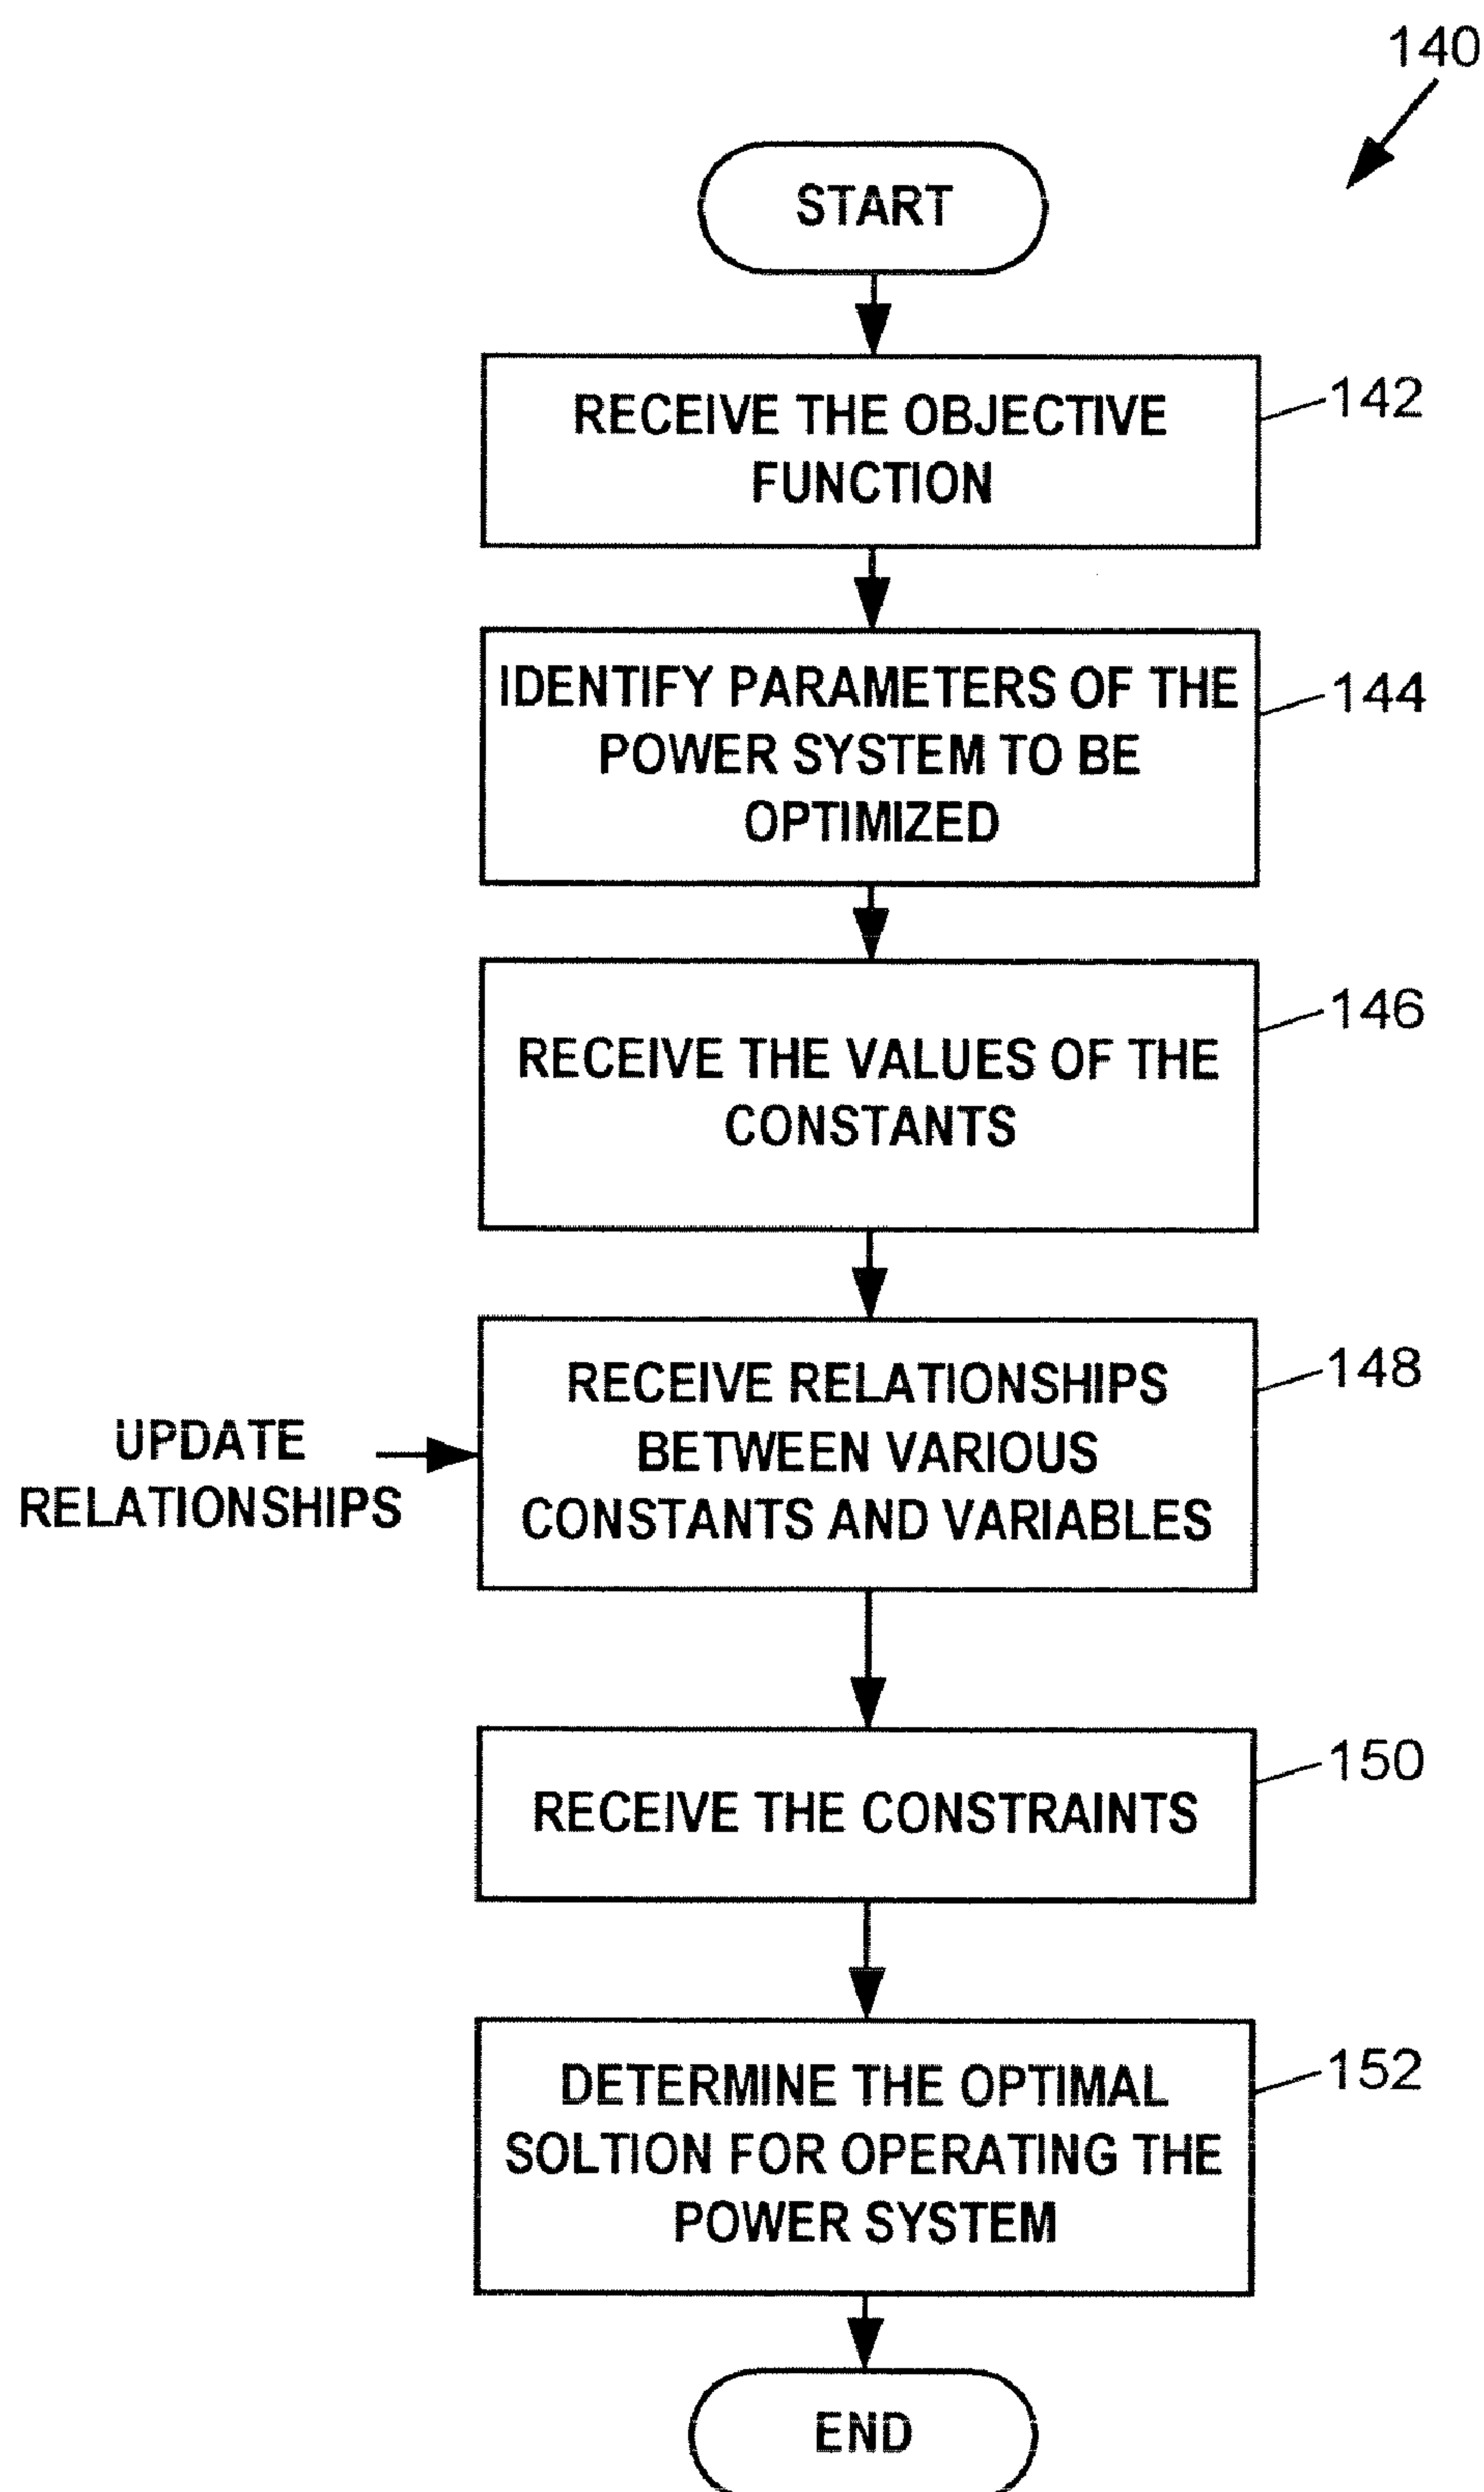 140
START
RECEIVE THE OBJECTIVE
FUNCTION
142
IDENTIFY PARAMETERS OF THE
POWER SYSTEM TO BE
OPTIMIZED
144
RECEIVE THE VALUES OF THE
CONSTANTS
146
RECEIVE RELATIONSHIPS
BETWEEN VARIOUS
CONSTANTS AND VARIABLES
148
UPDATE
RELATIONSHIPS
RECEIVE THE CONSTRAINTS
150
DETERMINE THE OPTIMAL
SOLTION FOR OPERATING THE
POWER SYSTEM
152
END